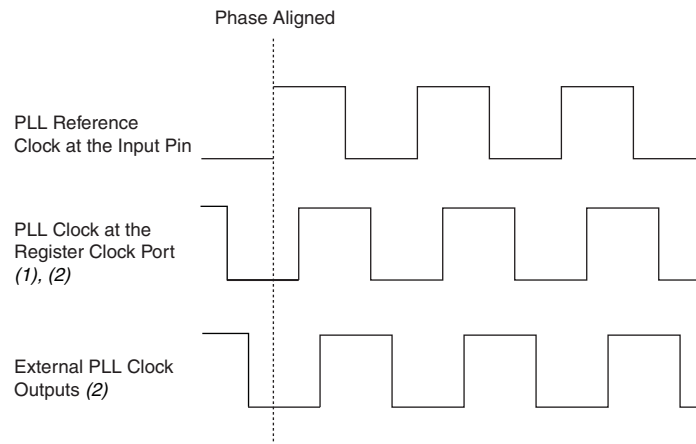 Phase Aligned
PLL Reference
Clock at the Input Pin
PLL Clock at the
Register Clock Port
(1), (2)
External PLL Clock
Outputs (2)